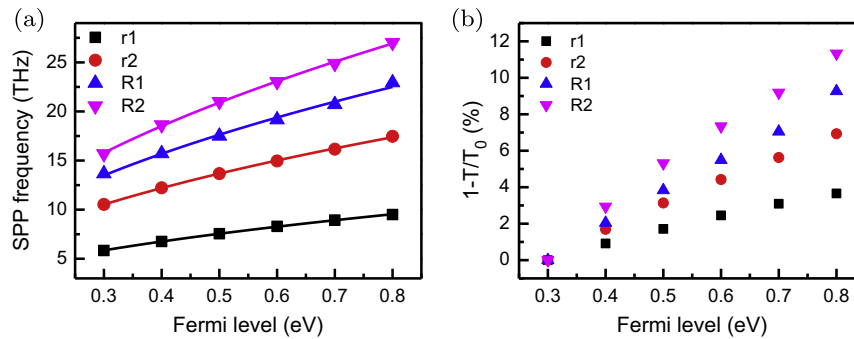 (a)
SPP frequency (THz)
r1
r2
R1
R2
25
20
15
10
5
0.3 0.4 0.5 0.6 0.7 0.8
Fermi level (eV)
(b)
1-T/T0 (%)
r1
r2
R1
R2
12
10
8
6
4
2
0
0.3 0.4 0.5 0.6 0.7 0.8
Fermi level (eV)